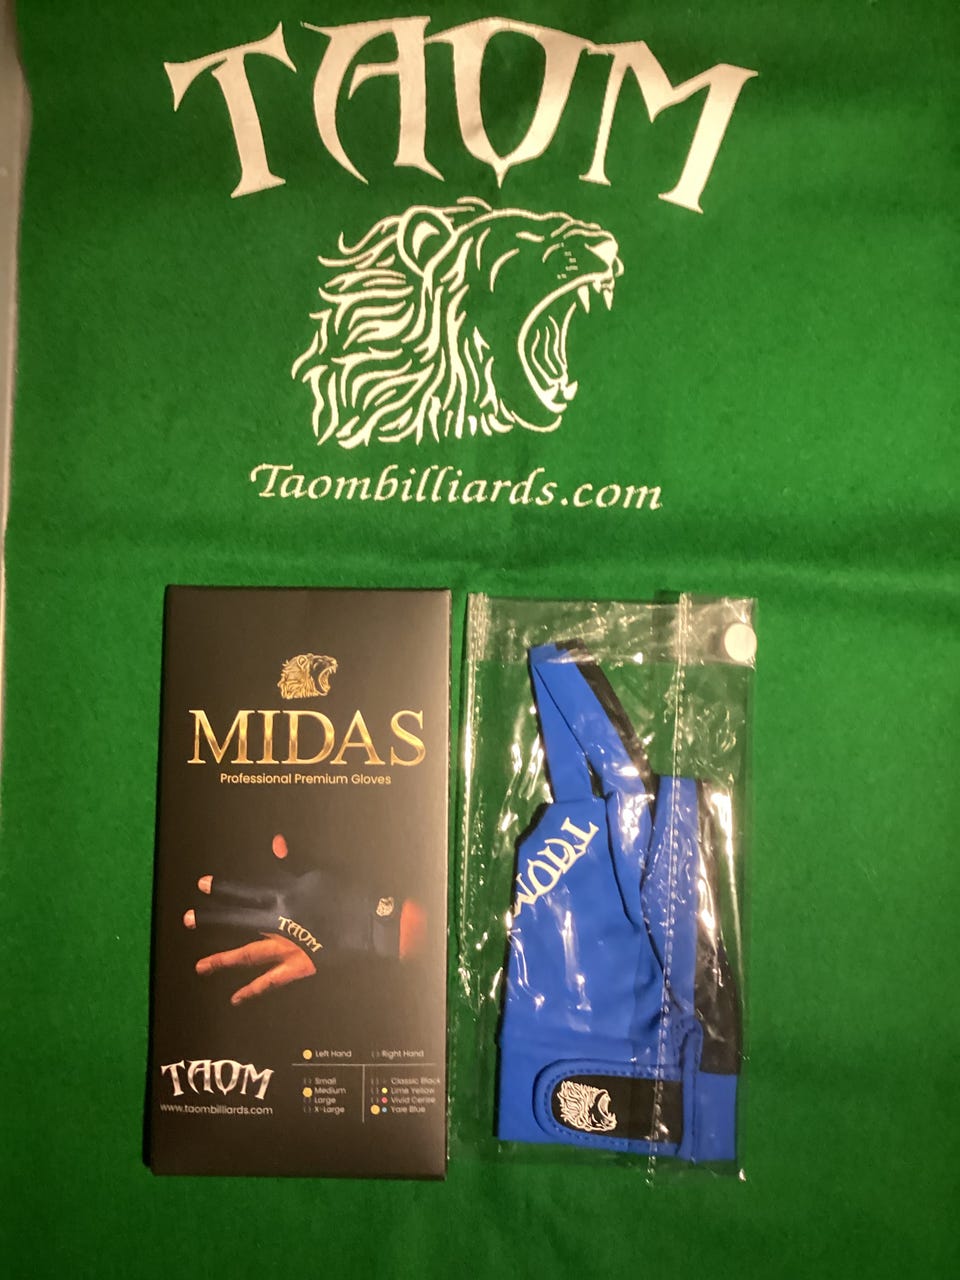 TAOM
Taombilliards.com
MIDAS
Professional Premium Gloves
TAOM
Left Hand
Right Hand
Small
Medium
Large
X-Large
Classic Black
Lime Yellow
Vivid Cerise
Yale Blue
TAOM
www.taombilliards.com
TAOM